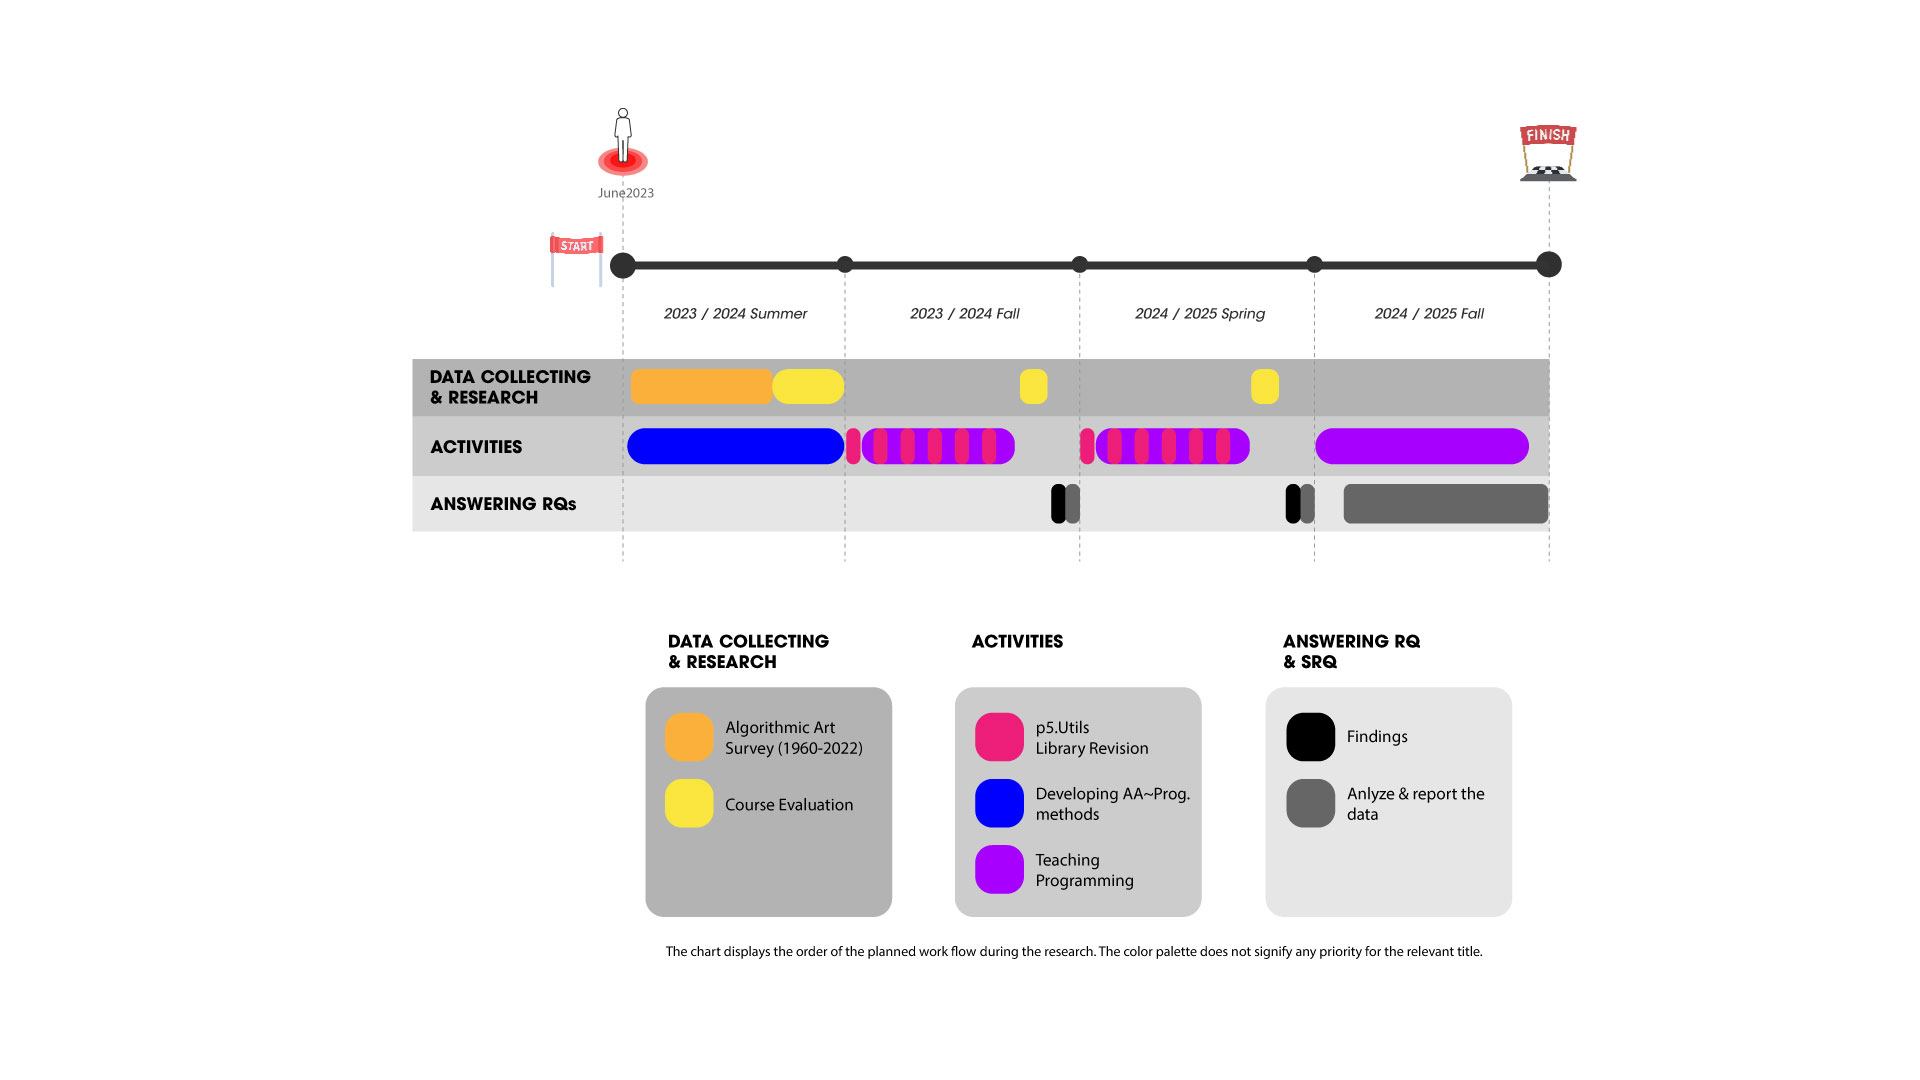 FINISH
June2023
START
2023 / 2024 Summer
2023 / 2024 Fall
2024 / 2025 Spring
2024 / 2025 Fall
DATA COLLECTING
& RESEARCH
ACTIVITIES
ANSWERING RQs
DATA COLLECTING
& RESEARCH
Algorithmic Art
Survey (1960-2022)
Course Evaluation
ACTIVITIES
p5.Utils
Library Revision
Developing AA~Prog.
methods
Teaching
Programming
ANSWERING RQ
& SRQ
Findings
Anlyze & report the
data
The chart displays the order of the planned work flow during the research. The color palette does not signify any priority for the relevant title.